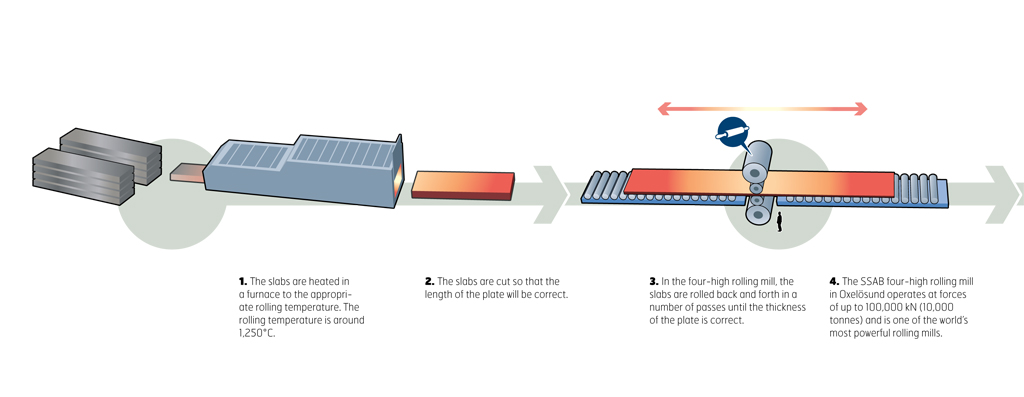 1. The slabs are heated in
a furnace to the appropri-
ate rolling temperature. The
rolling temperature is around
1,250°C.
2. The slabs are cut so that the
length of the plate will be correct.
3. In the four-high rolling mill, the
slabs are rolled back and forth in a
number of passes until the thickness
of the plate is correct.
4. The SSAB four-high rolling mill
in Oxelösund operates at forces
of up to 100,000 kN (10,000
tonnes) and is one of the world's
most powerful rolling mills.